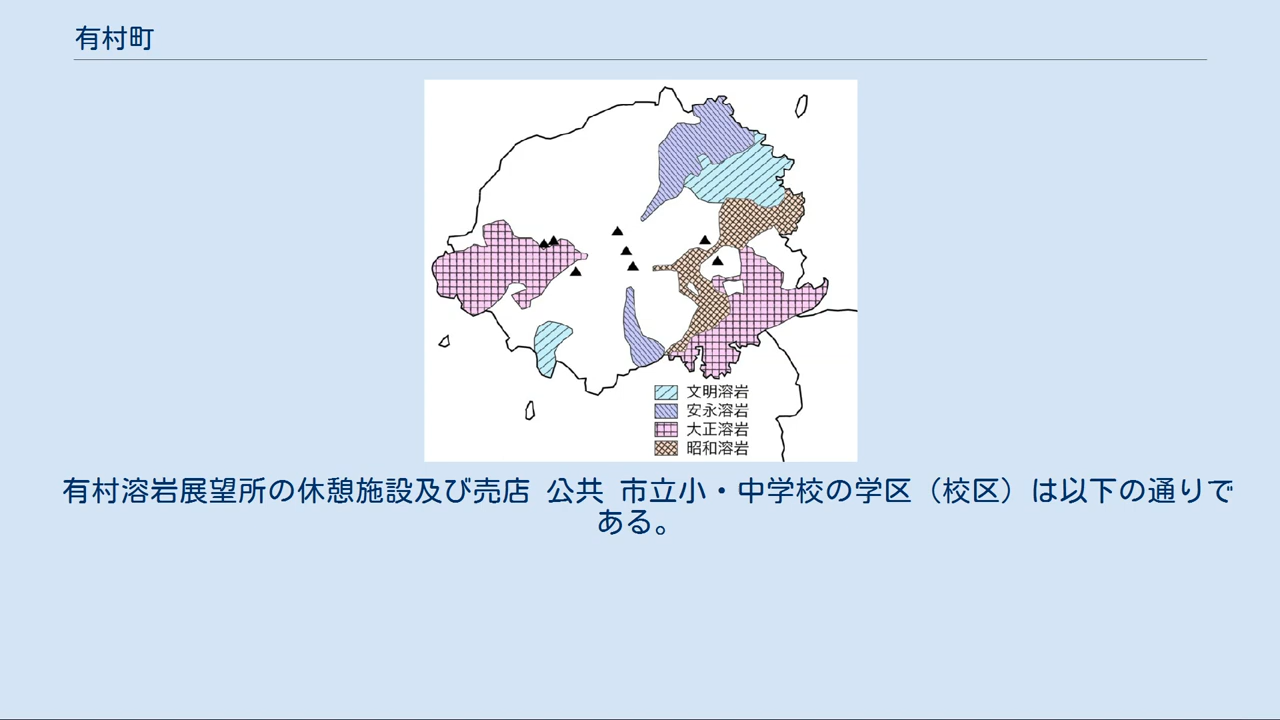 有村町
文明溶岩
安永溶岩
大正溶岩
昭和溶岩
有村溶岩展望所の休憩施設及び売店 公共 市立小・中学校の学区（校区）は以下の通りで
ある。